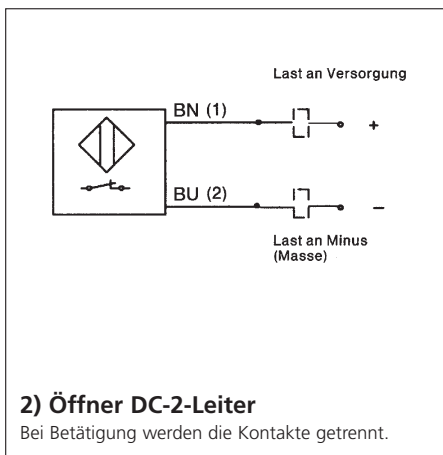 Last an Versorgung
BN (1)
+
BU (2)
–
Last an Minus
(Masse)
2) Öffner DC-2-Leiter
Bei Betätigung werden die Kontakte getrennt.